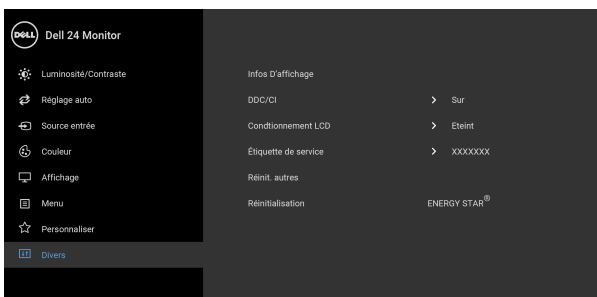 DELL Dell 24 Monitor
Luminosité/Contraste
Réglage auto
Source entrée
Couleur
Affichage
Menu
Personnaliser
Divers
Infos D'affichage
DDC/CI > Sur
Condtionnement LCD > Eteint
Étiquette de service > XXXXXXX
Réinit. autres
Réinitialisation ENERGY STAR®